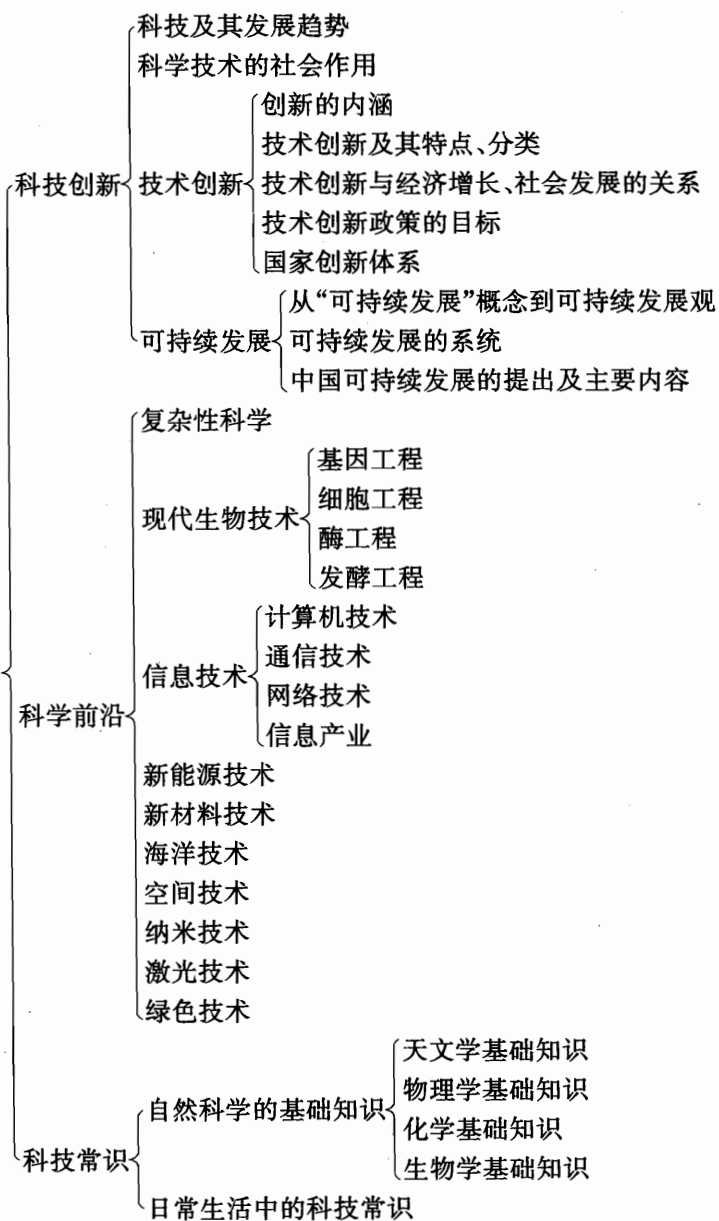 科技及其发展趋势
科学技术的社会作用
创新的内涵
技术创新及其特点、分类
科技创新 技术创新 技术创新与经济增长、社会发展的关系
技术创新政策的目标
国家创新体系
从“可持续发展”概念到可持续发展观
可持续发展 可持续发展的系统
中国可持续发展的提出及主要内容
复杂性科学
基因工程
细胞工程
现代生物技术
酶工程
发酵工程
计算机技术
通信技术
信息技术
网络技术
科学前沿
信息产业
新能源技术
新材料技术
海洋技术
空间技术
纳米技术
激光技术
绿色技术
天文学基础知识
物理学基础知识
自然科学的基础知识
化学基础知识
科技常识
生物学基础知识
日常生活中的科技常识